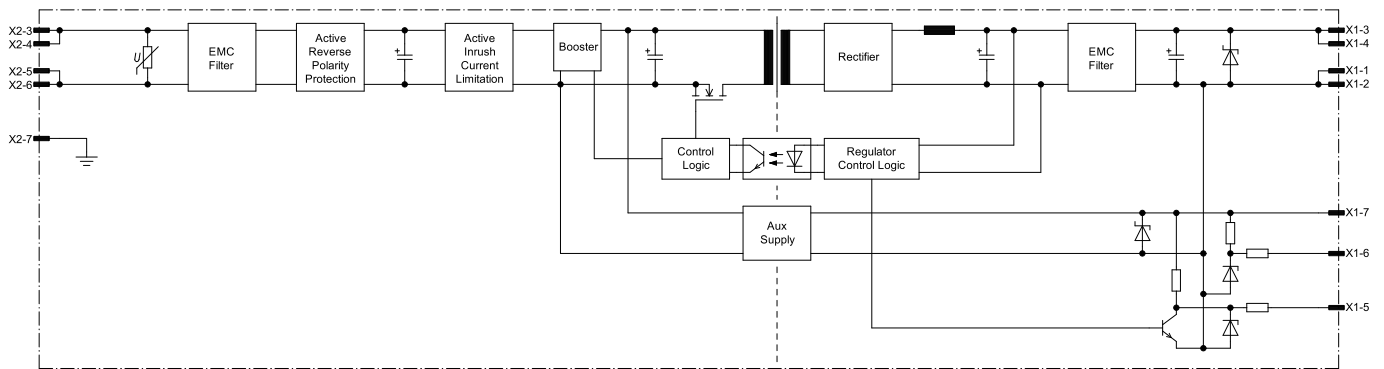 X2-3
X2-4
X2-5
X2-6
X2-7
U
EMC
Filter
Active
Reverse
Polarity
Protection
+
Active
Inrush
Current
Limitation
Booster
+
Rectifier
+
EMC
Filter
+
X1-3
X1-4
X1-1
X1-2
Control
Logic
Regulator
Control Logic
Aux
Supply
X1-7
X1-6
X1-5